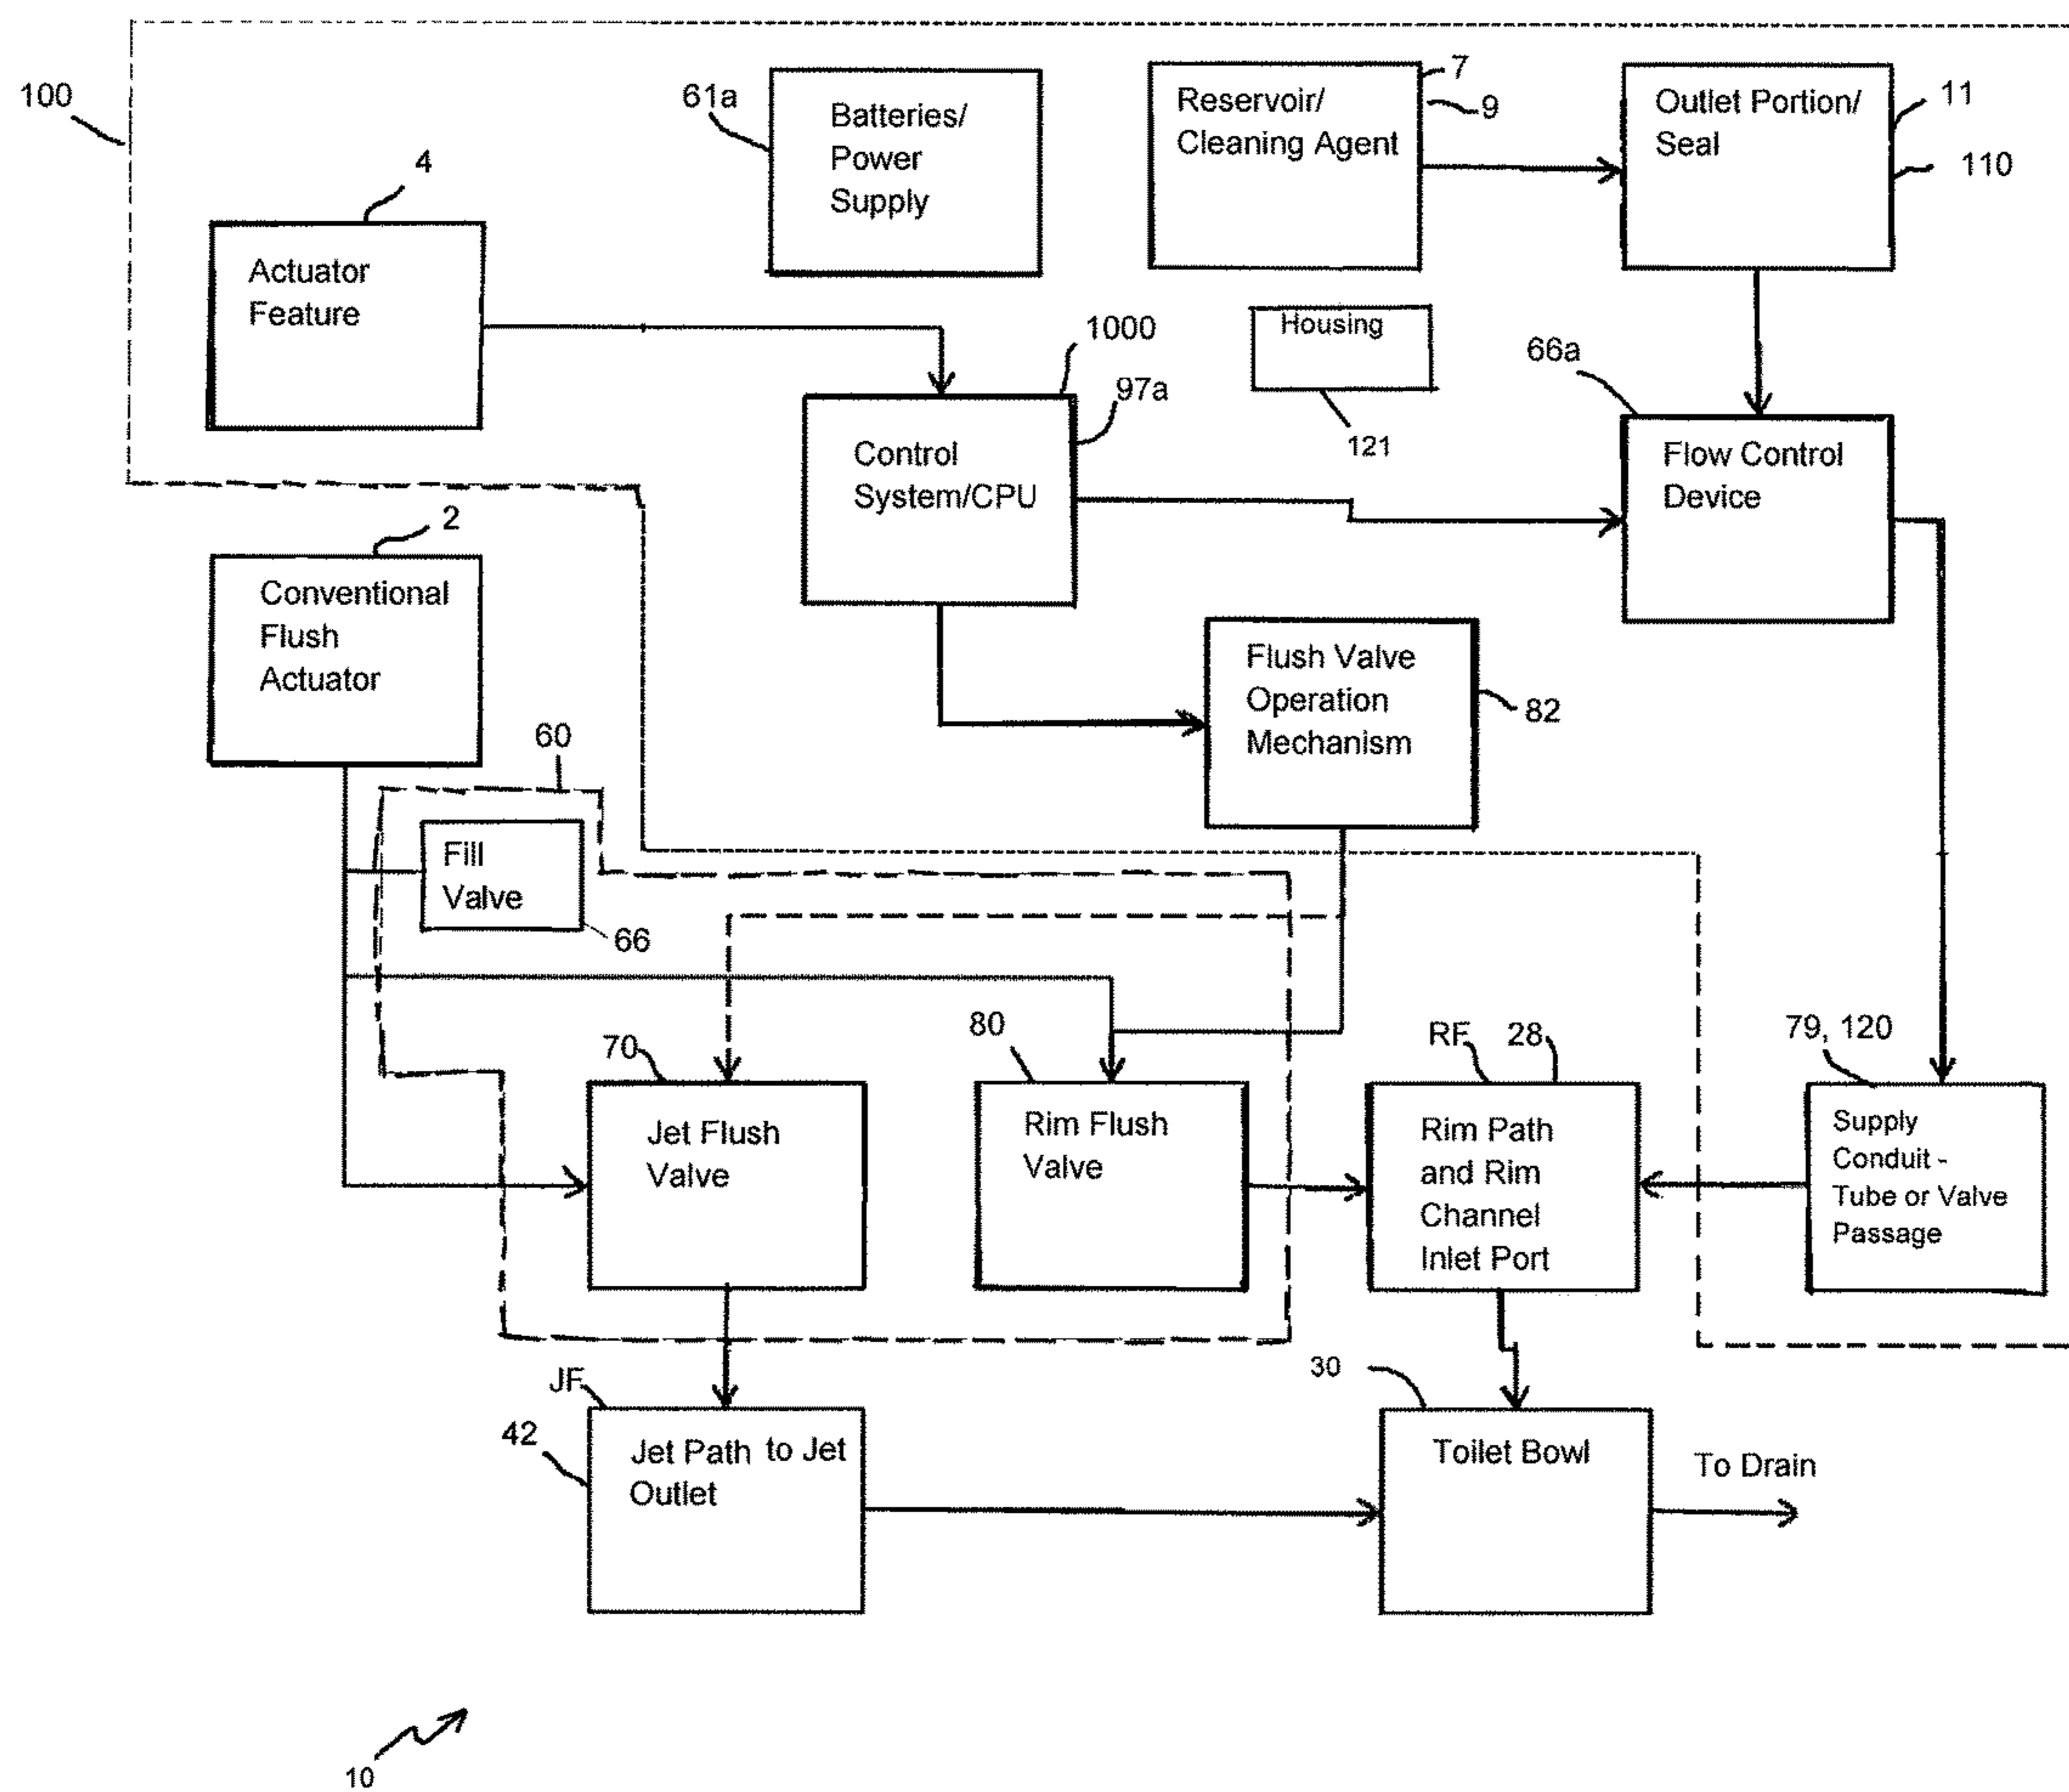 100
4
Actuator
Feature
61a
Batteries/
Power
Supply
7
9
Reservoir/
Cleaning Agent
Outlet Portion/
Seal
11
110
Housing
121
1000
97a
Control
System/CPU
66a
Flow Control
Device
2
Conventional
Flush
Actuator
Flush Valve
Operation
Mechanism
82
60
Fill
Valve
66
70
Jet Flush
Valve
80
Rim Flush
Valve
RF
28
Rim Path
and Rim
Channel
Inlet Port
79, 120
Supply
Conduit -
Tube or Valve
Passage
JF
42
Jet Path to Jet
Outlet
30
Toilet Bowl
To Drain
10